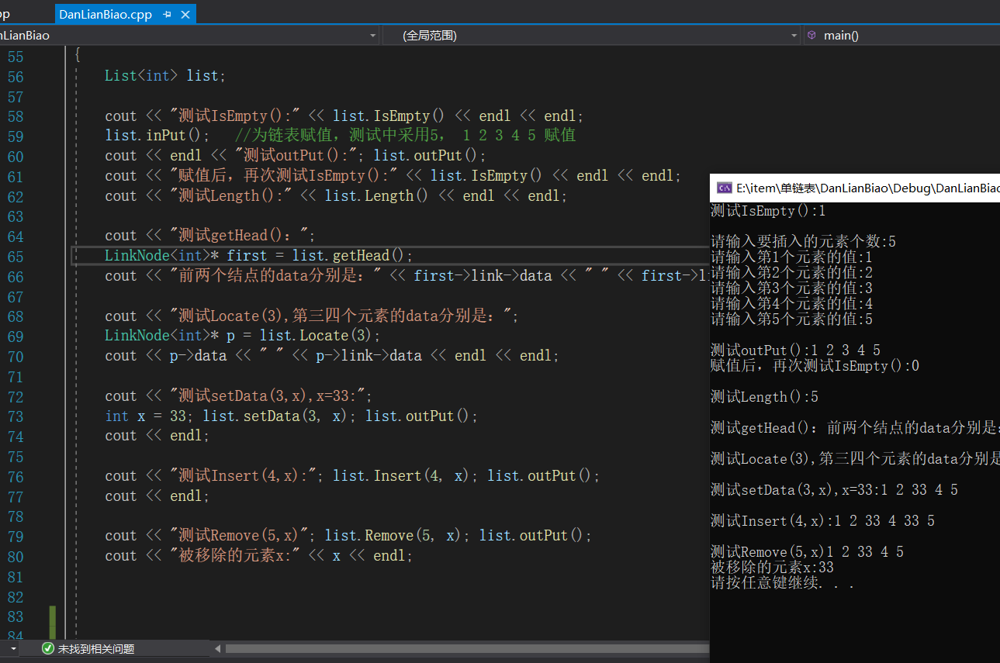 DanLianBiao.cpp
nLianBiao
(全局范围)
main()
55 {
56 List<int> list;
57
58 cout << "测试IsEmpty():" << list.IsEmpty() << endl << endl;
59 list.inPut(); //为链表赋值，测试中采用5， 1 2 3 4 5 赋值
60 cout << endl << "测试outPut():"; list.outPut();
61 cout << "赋值后，再次测试IsEmpty():" << list.IsEmpty() << endl << endl;
62 cout << "测试Length():" << list.Length() << endl << endl;
63
64 cout << "测试getHead()：";
65 LinkNode<int>* first = list.getHead();
66 cout << "前两个结点的data分别是：" << first->link->data << " " << first->l
67
68 cout << "测试Locate(3),第三四个元素的data分别是：";
69 LinkNode<int>* p = list.Locate(3);
70 cout << p->data << " " << p->link->data << endl << endl;
71
72 cout << "测试setData(3,x),x=33:";
73 int x = 33; list.setData(3, x); list.outPut();
74 cout << endl;
75
76 cout << "测试Insert(4,x):"; list.Insert(4, x); list.outPut();
77 cout << endl;
78
79 cout << "测试Remove(5,x)"; list.Remove(5, x); list.outPut();
80 cout << "被移除的元素x:" << x << endl;
81
82
83
84
未找到相关问题
E:\item\单链表\DanLianBiao\Debug\DanLianBiao
测试IsEmpty():1
请输入要插入的元素个数:5
请输入第1个元素的值:1
请输入第2个元素的值:2
请输入第3个元素的值:3
请输入第4个元素的值:4
请输入第5个元素的值:5
测试outPut():1 2 3 4 5
赋值后，再次测试IsEmpty():0
测试Length():5
测试getHead()：前两个结点的data分别是：
测试Locate(3),第三四个元素的data分别是
测试setData(3,x),x=33:1 2 33 4 5
测试Insert(4,x):1 2 33 4 33 5
测试Remove(5,x)1 2 33 4 5
被移除的元素x:33
请按任意键继续. . .